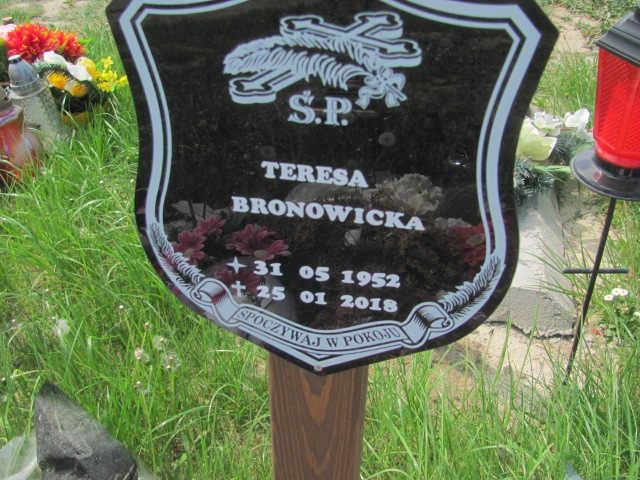 Ś.P.
TERESA
BRONOWICKA
31 05 1952
25 01 2018
SPOCZYWAJ W POKOJU